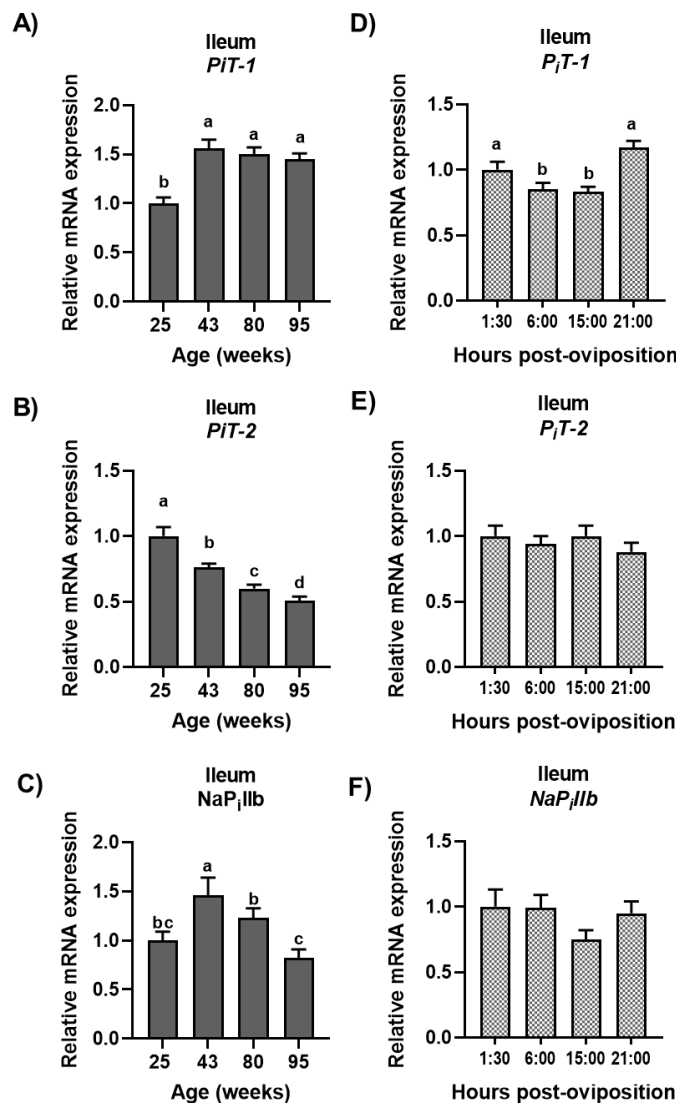 A)
Ileum
PiT-1
Relative mRNA expression
2.0
1.5
1.0
0.5
0.0
b
a
a
a
25 43 80 95
Age (weeks)
D)
Ileum
PiT-1
Relative mRNA expression
1.5
1.0
0.5
0.0
a
b
b
a
1:30 6:00 15:00 21:00
Hours post-oviposition
B)
Ileum
PiT-2
Relative mRNA expression
1.5
1.0
0.5
0.0
a
b
c
d
25 43 80 95
Age (weeks)
E)
Ileum
PiT-2
Relative mRNA expression
1.5
1.0
0.5
0.0
1:30 6:00 15:00 21:00
Hours post-oviposition
C)
Ileum
NaPiIIb
Relative mRNA expression
2.0
1.5
1.0
0.5
0.0
bc
a
b
c
25 43 80 95
Age (weeks)
F)
Ileum
NaPiIIb
Relative mRNA expression
1.5
1.0
0.5
0.0
1:30 6:00 15:00 21:00
Hours post-oviposition